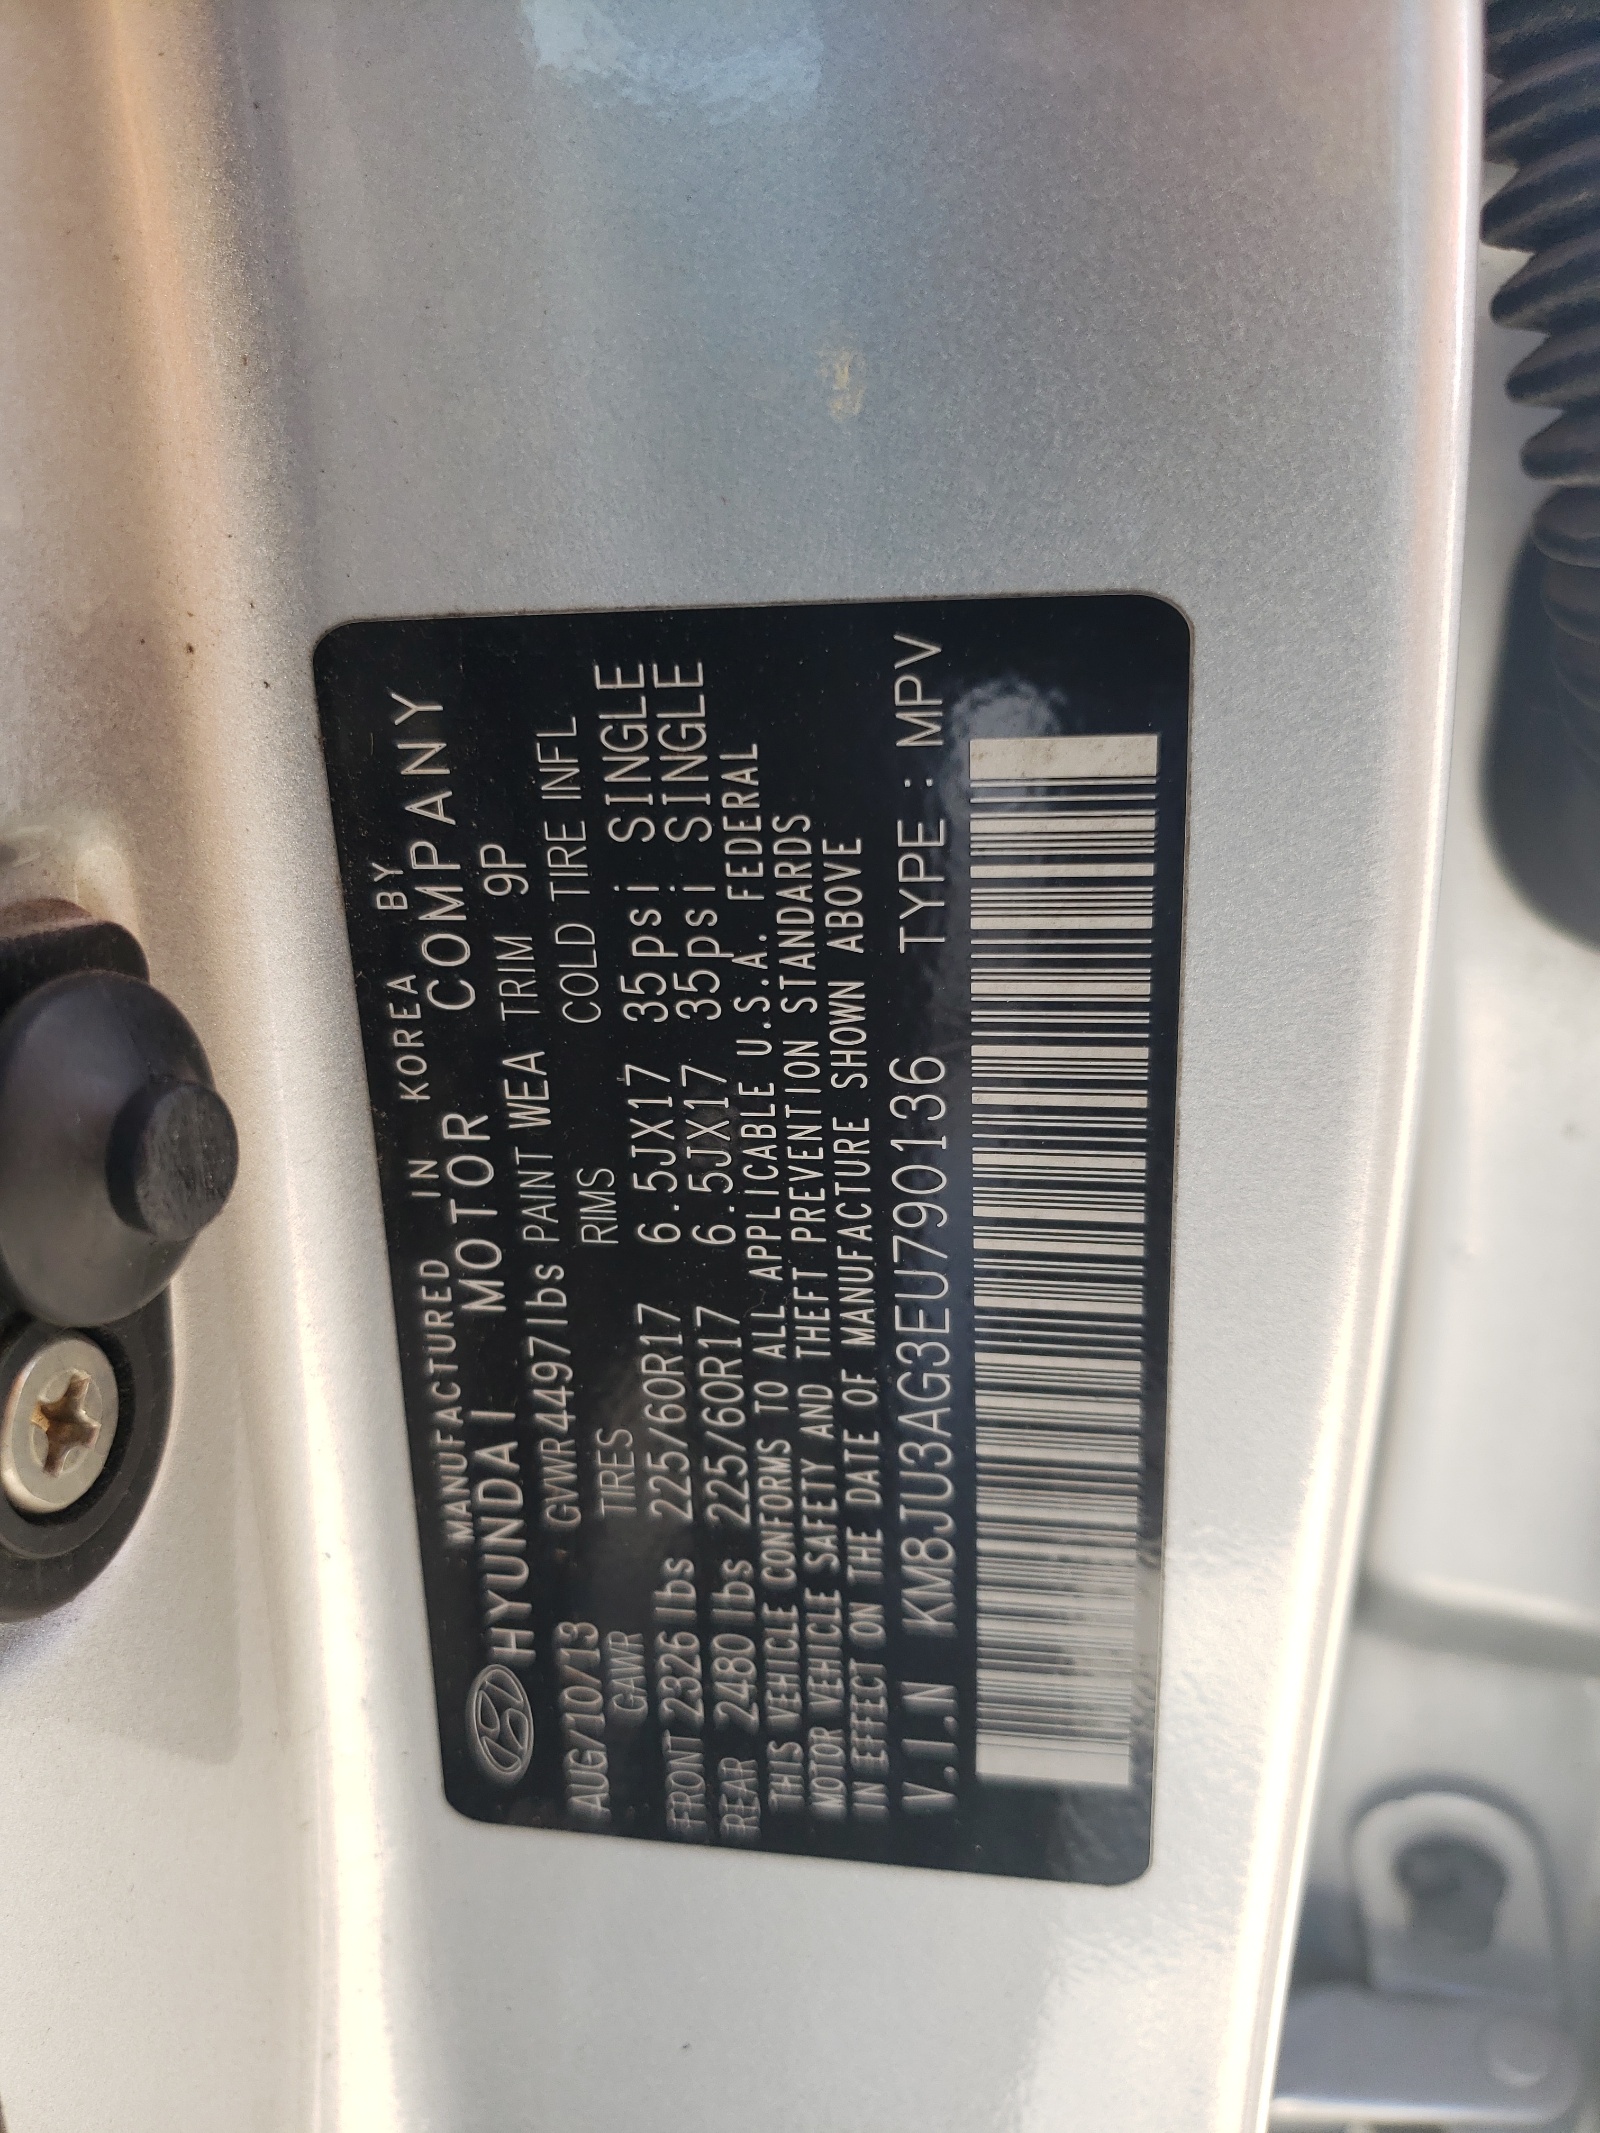 MANUFACTURED IN KOREA BY
HYUNDAI MOTOR COMPANY
AUG/10/13 GVWR4497lbs PAINT WEA TRIM 9P
GAWR TIRES RIMS COLD TIRE INFL
FRONT 2326 lbs 225/60R17 6.5JX17 35psi SINGLE
REAR 2480 lbs 225/60R17 6.5JX17 35psi SINGLE
THIS VEHICLE CONFORMS TO ALL APPLICABLE U.S.A. FEDERAL
MOTOR VEHICLE SAFETY AND THEFT PREVENTION STANDARDS
IN EFFECT ON THE DATE OF MANUFACTURE SHOWN ABOVE
V.I.N KM8JU3AG3EU790136 TYPE : MPV